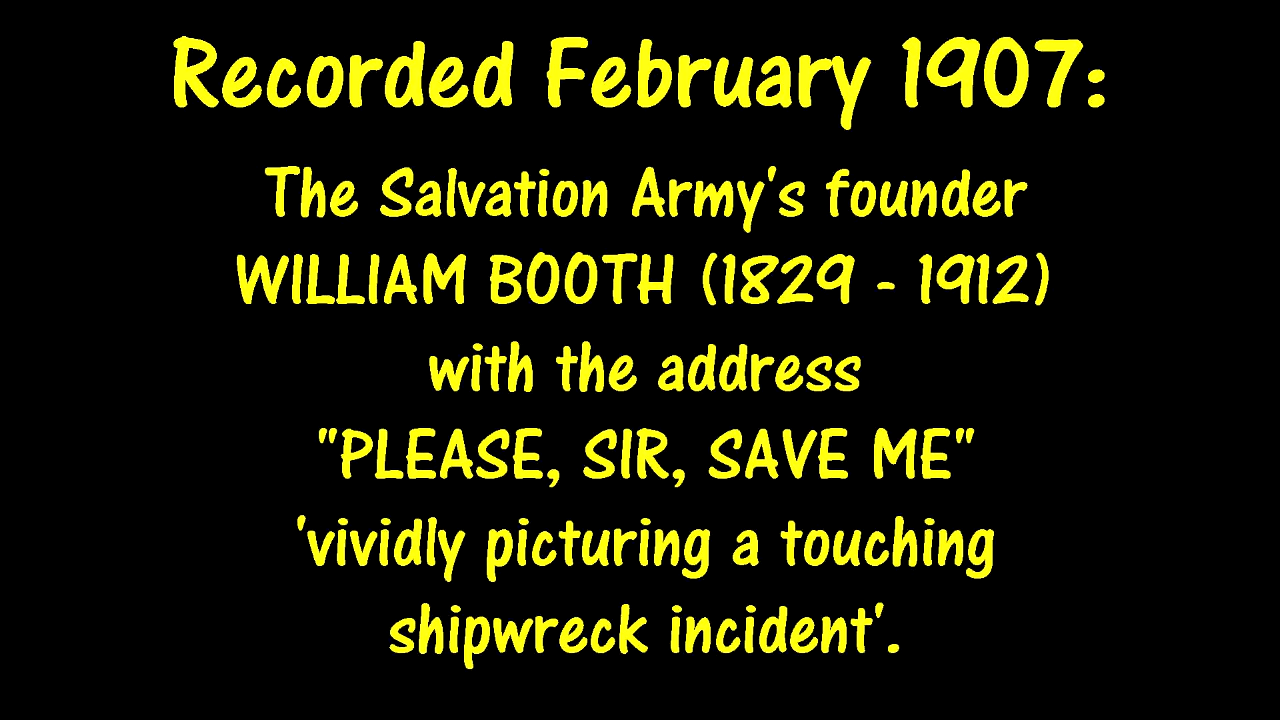 Recorded February 1907:
The Salvation Army's founder
WILLIAM BOOTH (1829 - 1912)
with the address
"PLEASE, SIR, SAVE ME"
'vividly picturing a touching
shipwreck incident'.